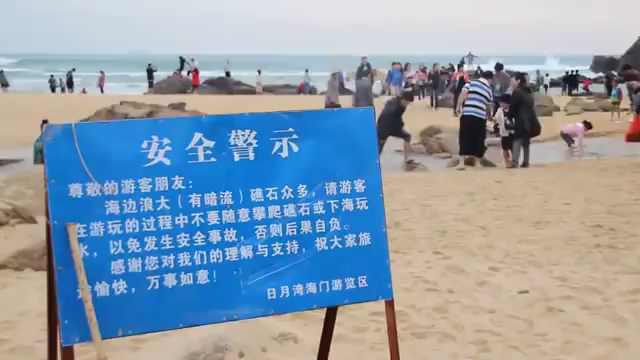 安全警示
尊敬的游客朋友：
海边浪大（有暗流）礁石众多，请游客
在游玩的过程中不要随意攀爬礁石或下海玩
水，以免发生安全事故，否则后果自负。
感谢您对我们的理解与支持，祝大家旅
愉快，万事如意！
日月湾海门游览区